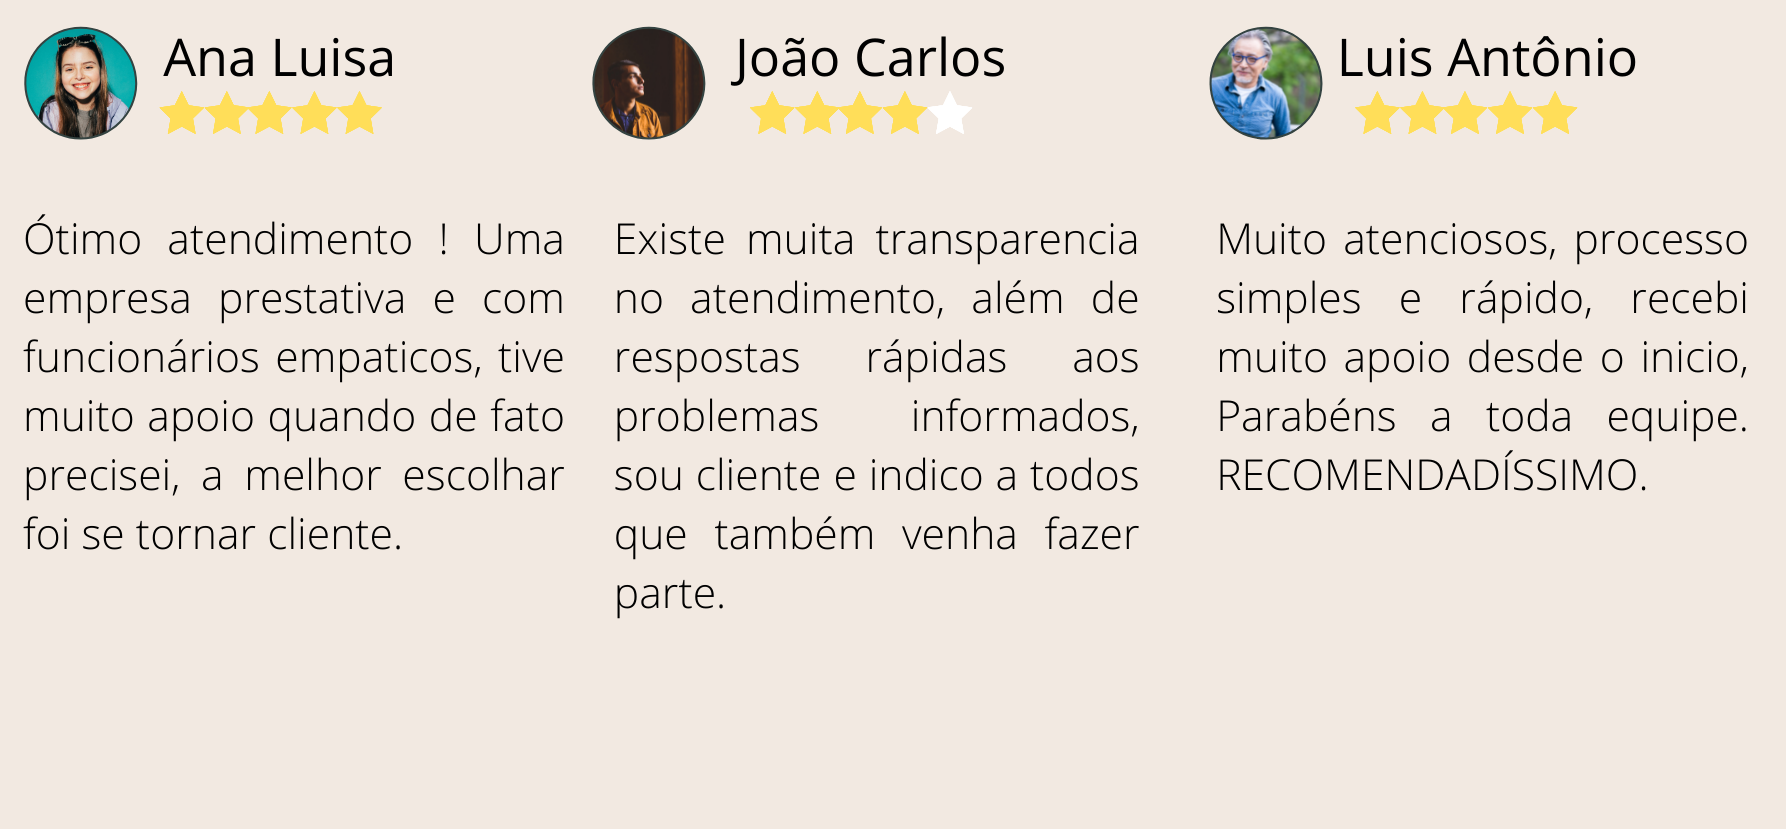 Ana Luisa
Ótimo atendimento ! Uma
empresa prestativa e com
funcionários empaticos, tive
muito apoio quando de fato
precisei, a melhor escolhar
foi se tornar cliente.
João Carlos
Existe muita transparencia
no atendimento, além de
respostas rápidas aos
problemas informados,
sou cliente e indico a todos
que também venha fazer
parte.
Luis Antônio
Muito atenciosos, processo
simples e rápido, recebi
muito apoio desde o inicio,
Parabéns a toda equipe.
RECOMENDADÍSSIMO.